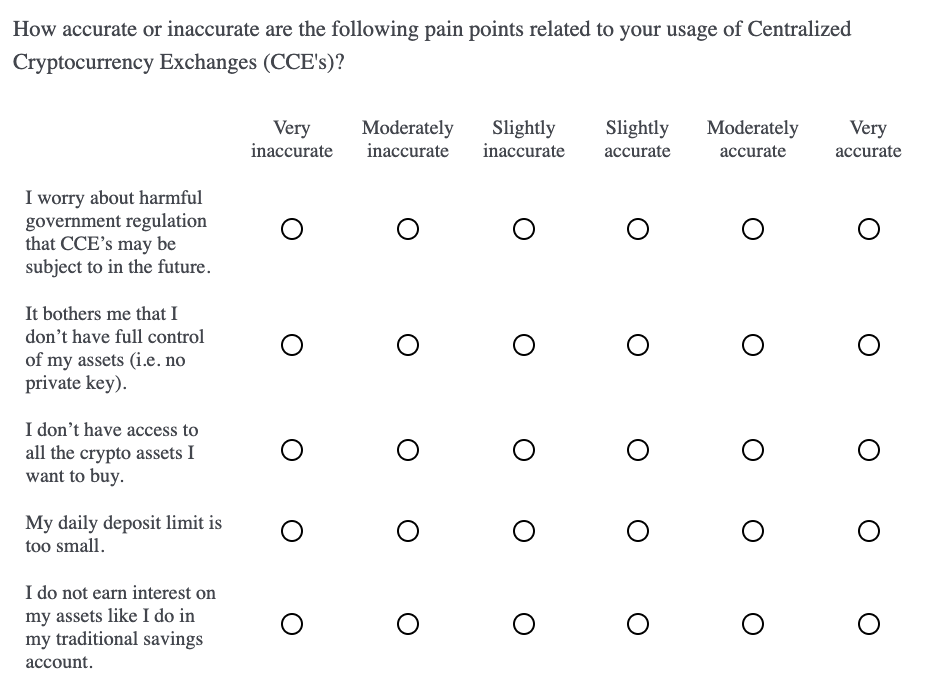 How accurate or inaccurate are the following pain points related to your usage of Centralized
Cryptocurrency Exchanges (CCE's)?
Very inaccurate
Moderately inaccurate
Slightly inaccurate
Slightly accurate
Moderately accurate
Very accurate
I worry about harmful
government regulation
that CCE’s may be
subject to in the future.
It bothers me that I
don’t have full control
of my assets (i.e. no
private key).
I don’t have access to
all the crypto assets I
want to buy.
My daily deposit limit is
too small.
I do not earn interest on
my assets like I do in
my traditional savings
account.